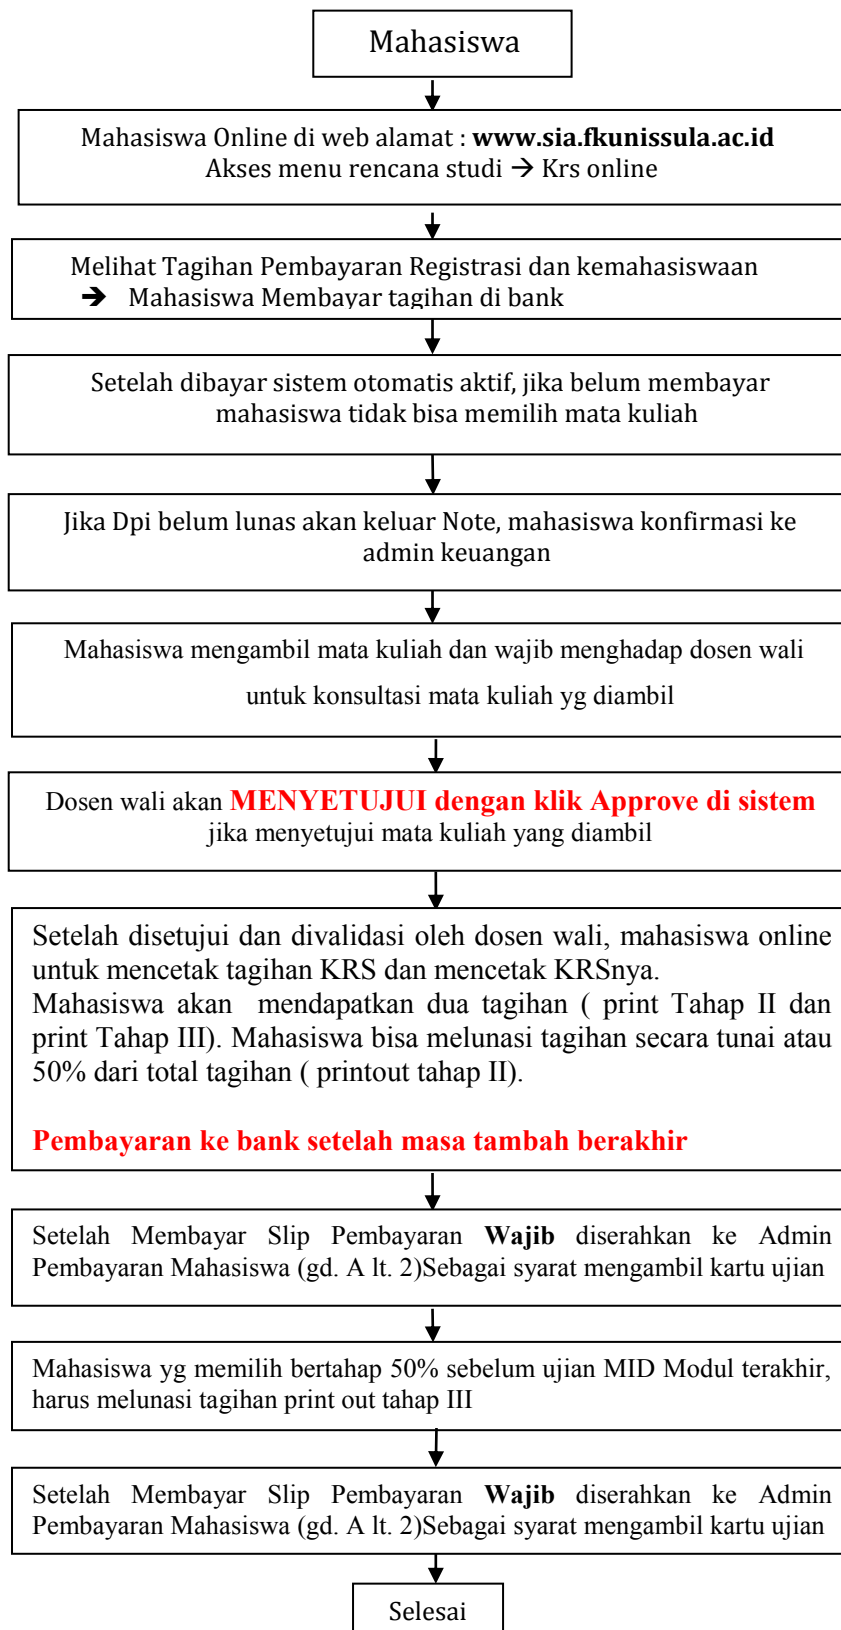 Mahasiswa
Mahasiswa Online di web alamat : www.sia.fkunissula.ac.id
Akses menu rencana studi → Krs online
Melihat Tagihan Pembayaran Registrasi dan kemahasiswaan
➔ Mahasiswa Membayar tagihan di bank
Setelah dibayar sistem otomatis aktif, jika belum membayar
mahasiswa tidak bisa memilih mata kuliah
Jika Dpi belum lunas akan keluar Note, mahasiswa konfirmasi ke
admin keuangan
Mahasiswa mengambil mata kuliah dan wajib menghadap dosen wali
untuk konsultasi mata kuliah yg diambil
Dosen wali akan MENYETUJUI dengan klik Approve di sistem
jika menyetujui mata kuliah yang diambil
Setelah disetujui dan divalidasi oleh dosen wali, mahasiswa online
untuk mencetak tagihan KRS dan mencetak KRSnya.
Mahasiswa akan mendapatkan dua tagihan ( print Tahap II dan
print Tahap III). Mahasiswa bisa melunasi tagihan secara tunai atau
50% dari total tagihan ( printout tahap II).
Pembayaran ke bank setelah masa tambah berakhir
Setelah Membayar Slip Pembayaran Wajib diserahkan ke Admin
Pembayaran Mahasiswa (gd. A lt. 2)Sebagai syarat mengambil kartu ujian
Mahasiswa yg memilih bertahap 50% sebelum ujian MID Modul terakhir,
harus melunasi tagihan print out tahap III
Setelah Membayar Slip Pembayaran Wajib diserahkan ke Admin
Pembayaran Mahasiswa (gd. A lt. 2)Sebagai syarat mengambil kartu ujian
Selesai